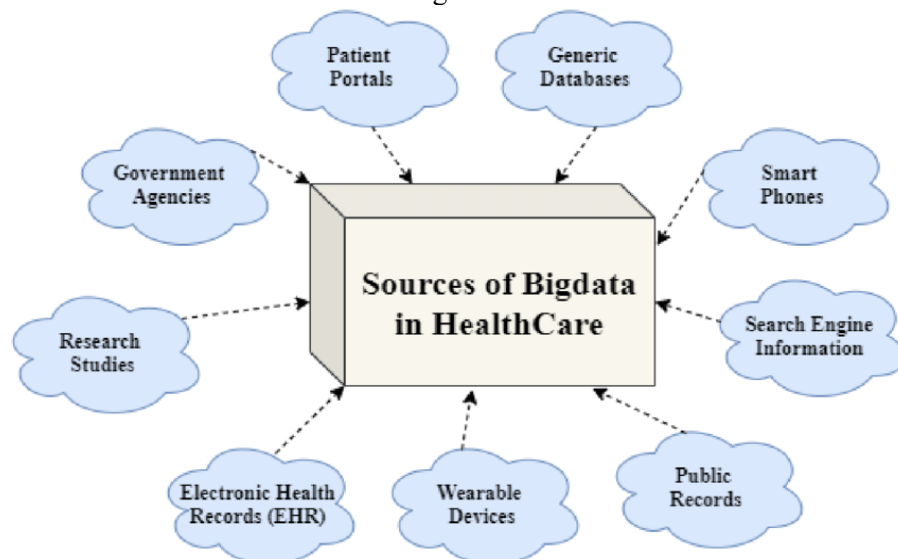 Patient
Portals
Generic
Databases
Government
Agencies
Smart
Phones
Sources of Bigdata
in HealthCare
Research
Studies
Search Engine
Information
Electronic Health
Records (EHR)
Wearable
Devices
Public
Records